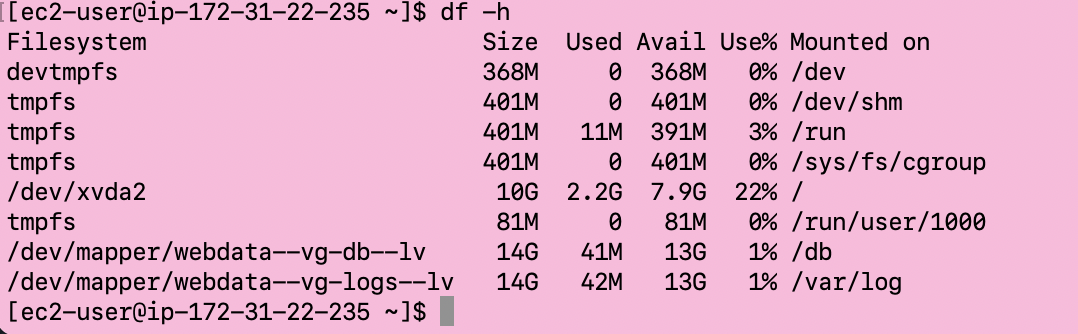 [ec2-user@ip-172-31-22-235 ~]$ df -h
Filesystem                       Size  Used Avail Use% Mounted on
devtmpfs                         368M     0  368M   0% /dev
tmpfs                            401M     0  401M   0% /dev/shm
tmpfs                            401M   11M  391M   3% /run
tmpfs                            401M     0  401M   0% /sys/fs/cgroup
/dev/xvda2                        10G  2.2G  7.9G  22% /
tmpfs                             81M     0   81M   0% /run/user/1000
/dev/mapper/webdata--vg-db--lv    14G   41M   13G   1% /db
/dev/mapper/webdata--vg-logs--lv  14G   42M   13G   1% /var/log
[ec2-user@ip-172-31-22-235 ~]$